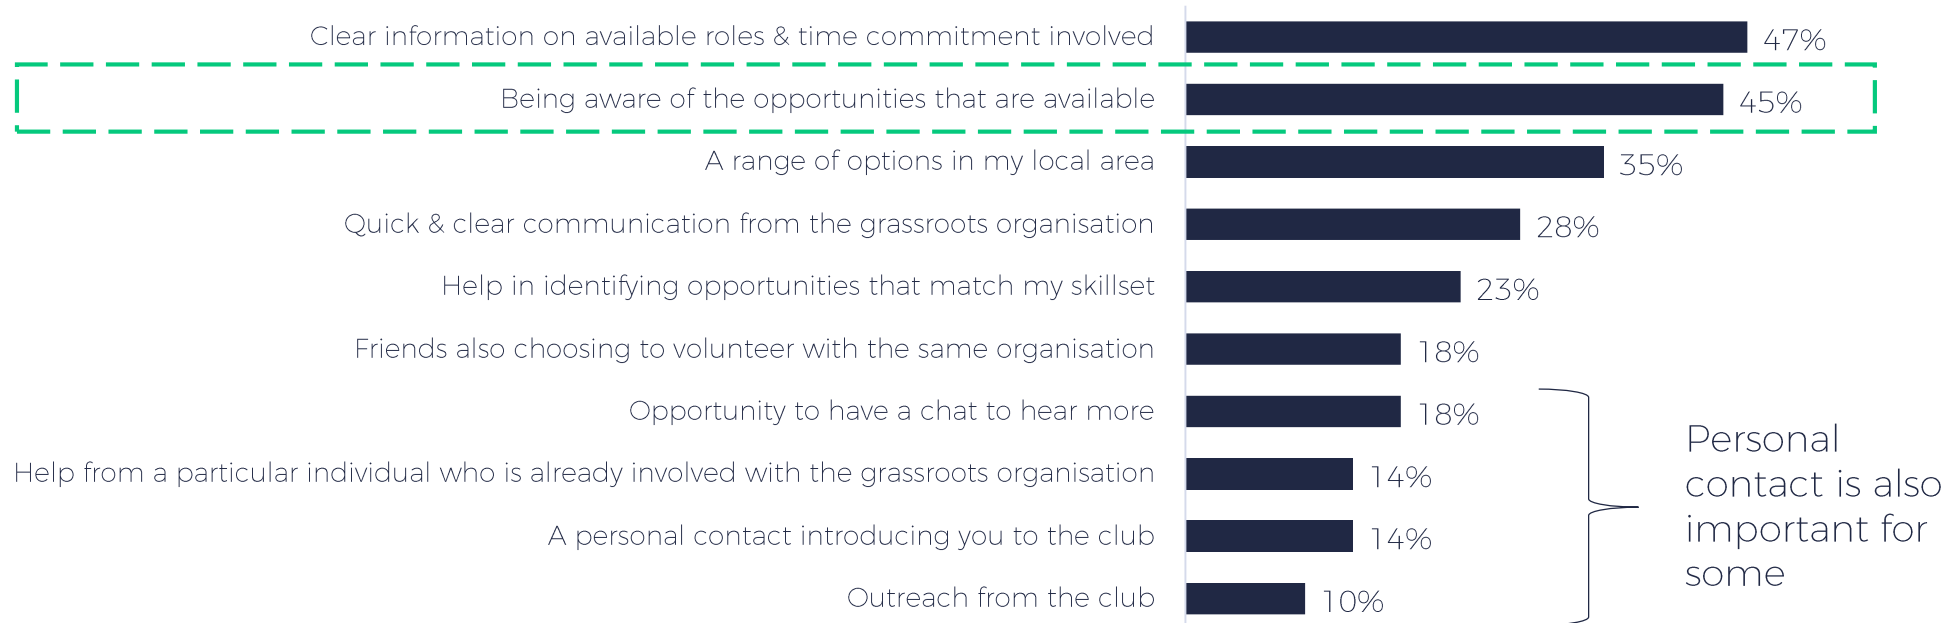 Clear information on available roles & time commitment involved 47%
Being aware of the opportunities that are available 45%
A range of options in my local area 35%
Quick & clear communication from the grassroots organisation 28%
Help in identifying opportunities that match my skillset 23%
Friends also choosing to volunteer with the same organisation 18%
Opportunity to have a chat to hear more 18%
Help from a particular individual who is already involved with the grassroots organisation 14%
A personal contact introducing you to the club 14%
Outreach from the club 10%
Personal
contact is also
important for
some